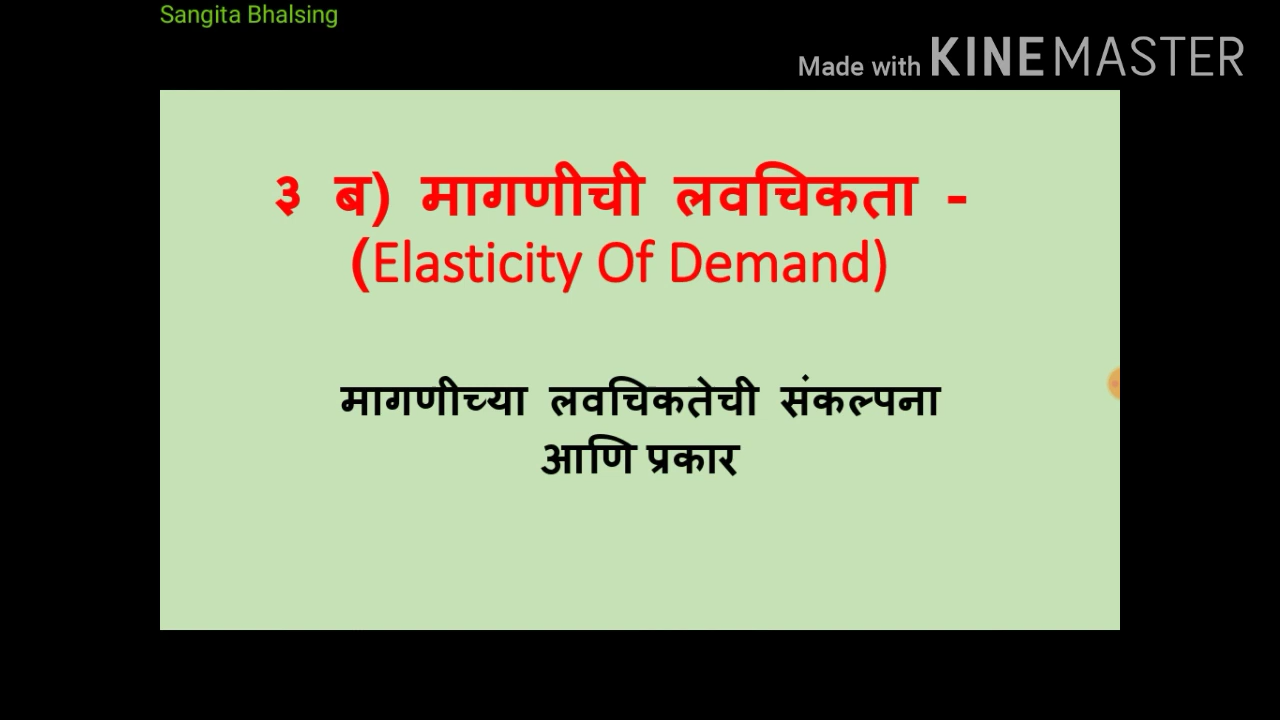 Sangita Bhalsing
Made with KINEMASTER
३ ब) मागणीची लवचिकता -
(Elasticity Of Demand)
मागणीच्या लवचिकतेची संकल्पना
आणि प्रकार